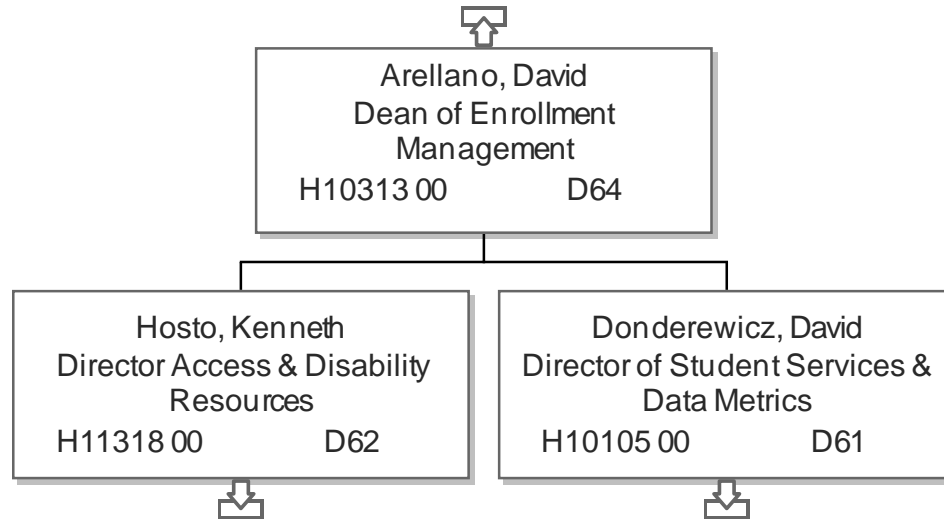 Arellano, David
Dean of Enrollment
Management
H10313 00 D64
Hosto, Kenneth
Director Access & Disability
Resources
H11318 00 D62
Donderewicz, David
Director of Student Services &
Data Metrics
H10105 00 D61